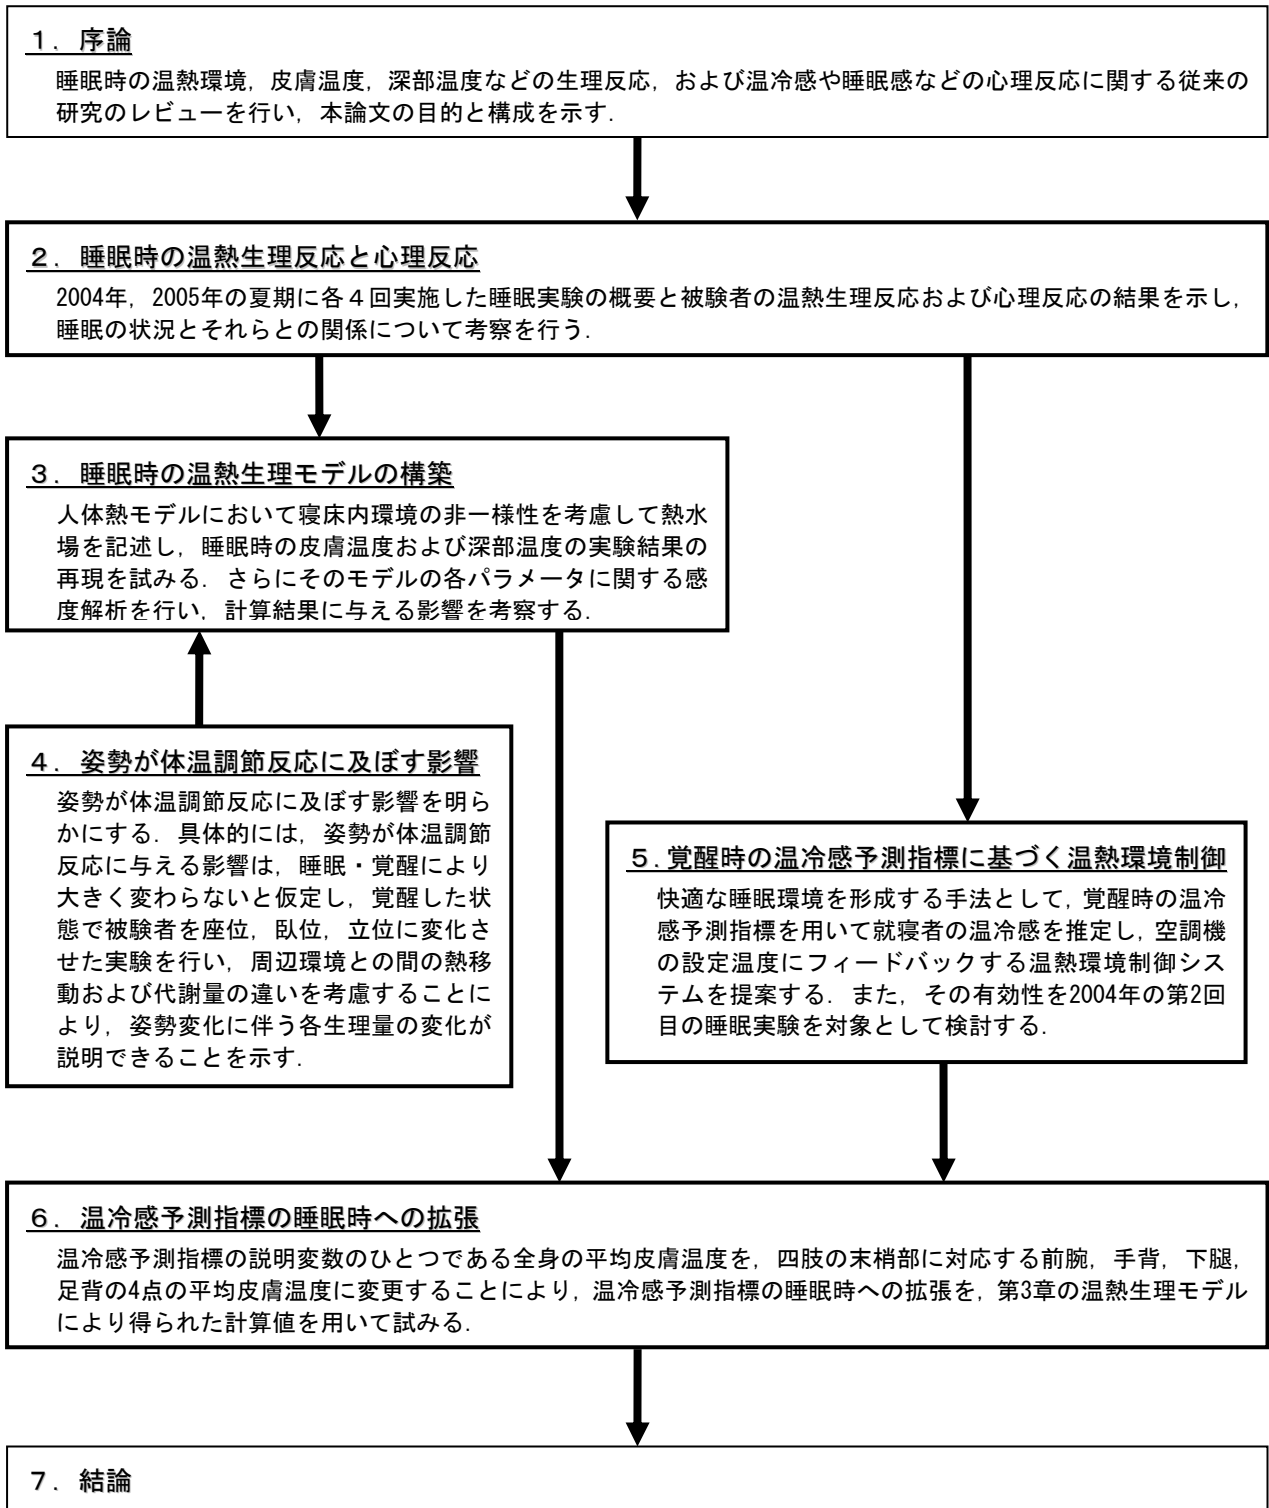 １．序論
睡眠時の温熱環境，皮膚温度，深部温度などの生理反応，および温冷感や睡眠感などの心理反応に関する従来の
研究のレビューを行い，本論文の目的と構成を示す．
２．睡眠時の温熱生理反応と心理反応
2004年，2005年の夏期に各４回実施した睡眠実験の概要と被験者の温熱生理反応および心理反応の結果を示し，
睡眠の状況とそれらとの関係について考察を行う．
３．睡眠時の温熱生理モデルの構築
人体熱モデルにおいて寝床内環境の非一様性を考慮して熱水
場を記述し，睡眠時の皮膚温度および深部温度の実験結果の
再現を試みる．さらにそのモデルの各パラメータに関する感
度解析を行い，計算結果に与える影響を考察する．
４．姿勢が体温調節反応に及ぼす影響
姿勢が体温調節反応に及ぼす影響を明ら
かにする．具体的には，姿勢が体温調節
反応に与える影響は，睡眠・覚醒により
大きく変わらないと仮定し，覚醒した状
態で被験者を座位，臥位，立位に変化さ
せた実験を行い，周辺環境との間の熱移
動および代謝量の違いを考慮することに
より，姿勢変化に伴う各生理量の変化が
説明できることを示す．
５．覚醒時の温冷感予測指標に基づく温熱環境制御
快適な睡眠環境を形成する手法として，覚醒時の温冷
感予測指標を用いて就寝者の温冷感を推定し，空調機
の設定温度にフィードバックする温熱環境制御シス
テムを提案する．また，その有効性を2004年の第2回
目の睡眠実験を対象として検討する．
６．温冷感予測指標の睡眠時への拡張
温冷感予測指標の説明変数のひとつである全身の平均皮膚温度を，四肢の末梢部に対応する前腕，手背，下腿，
足背の4点の平均皮膚温度に変更することにより，温冷感予測指標の睡眠時への拡張を，第3章の温熱生理モデル
により得られた計算値を用いて試みる．
７．結論